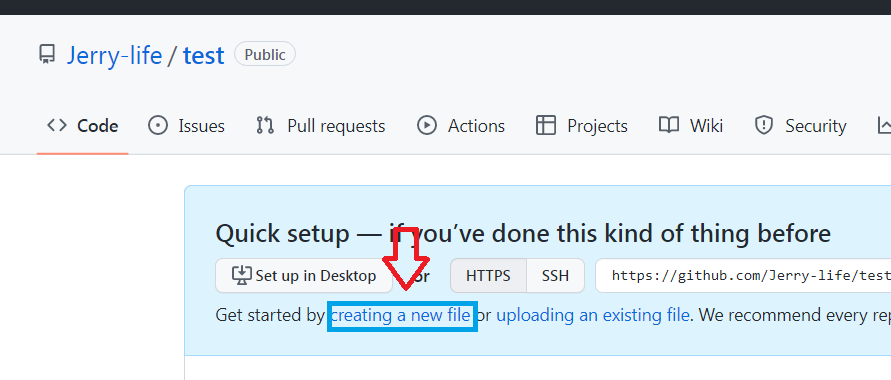 Jerry-life / test Public
Code Issues Pull requests Actions Projects Wiki Security
Quick setup — if you've done this kind of thing before
Set up in Desktop or HTTPS SSH https://github.com/Jerry-life/test
Get started by creating a new file or uploading an existing file. We recommend every rep